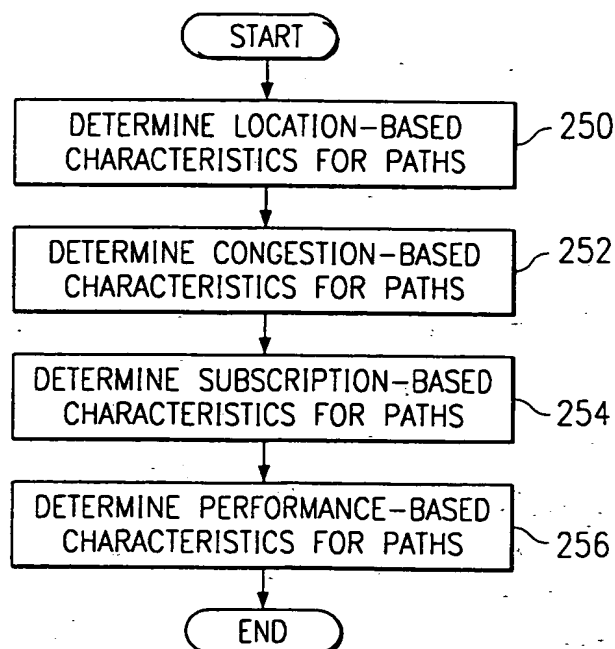 START
DETERMINE LOCATION-BASED
CHARACTERISTICS FOR PATHS
250
DETERMINE CONGESTION-BASED
CHARACTERISTICS FOR PATHS
252
DETERMINE SUBSCRIPTION-BASED
CHARACTERISTICS FOR PATHS
254
DETERMINE PERFORMANCE-BASED
CHARACTERISTICS FOR PATHS
256
END